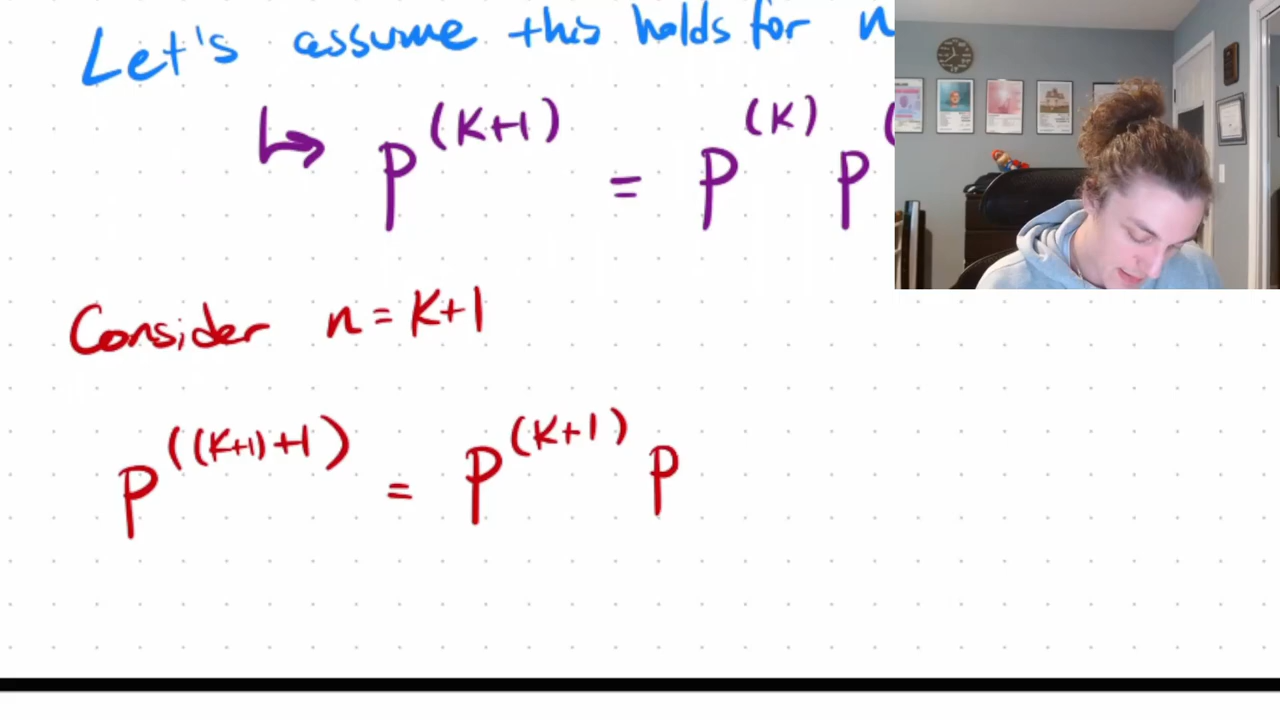 Let's assume this holds for n
↳ P^(K+1) = P^(K) P^(
Consider n = K+1
P^((K+1)+1) = P^(K+1) P